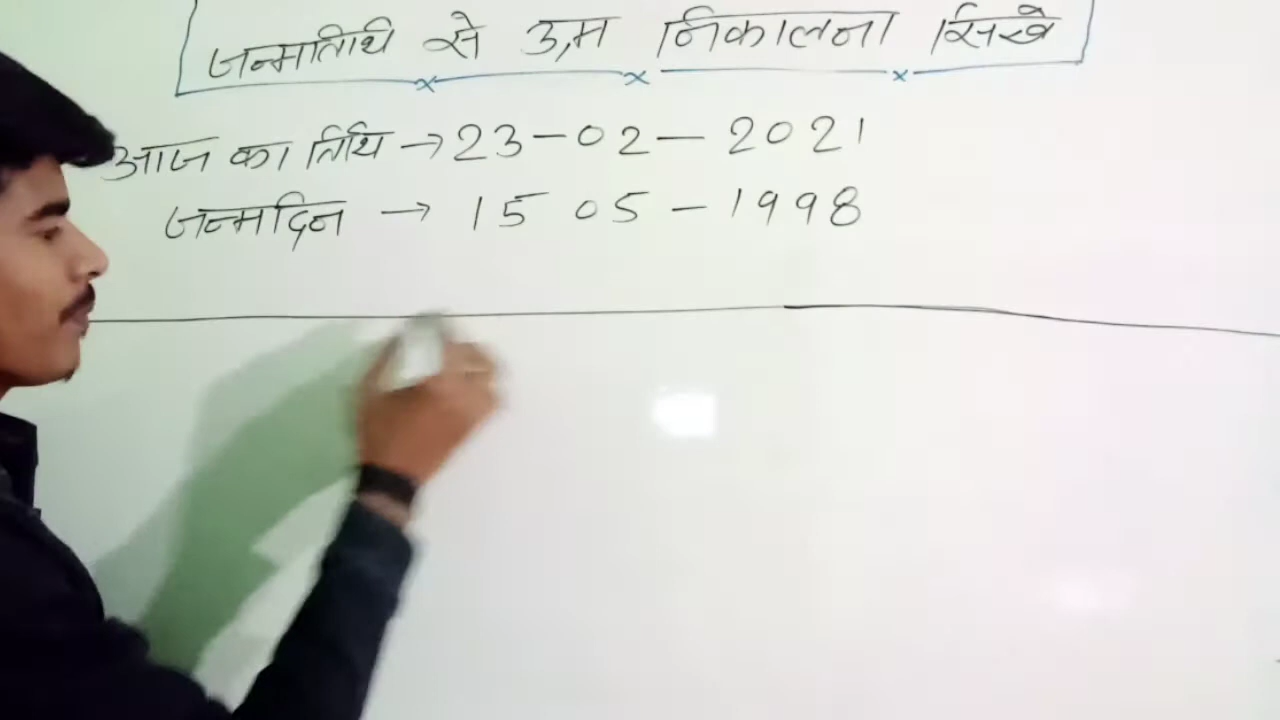 जन्मतिथि से उम्र निकालना सिखे
आज का तिथि → 23-02-2021
जन्मदिन → 15 05-1998